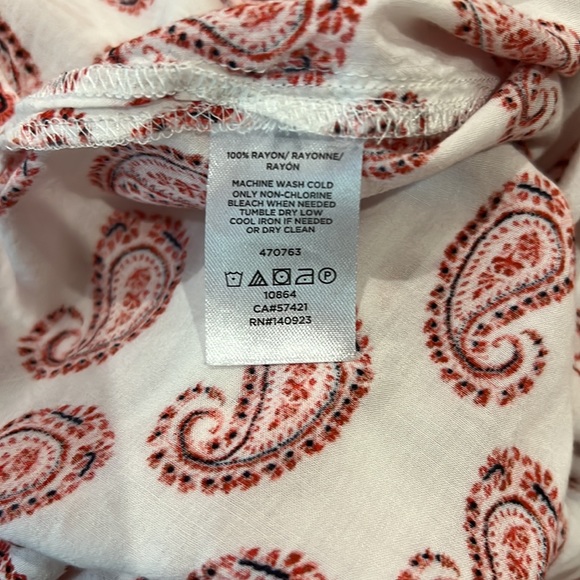 100% RAYON/ RAYONNE/
RAYÓN
MACHINE WASH COLD
ONLY NON-CHLORINE
BLEACH WHEN NEEDED
TUMBLE DRY LOW
COOL IRON IF NEEDED
OR DRY CLEAN
470763
P
10864
CA#57421
RN#140923